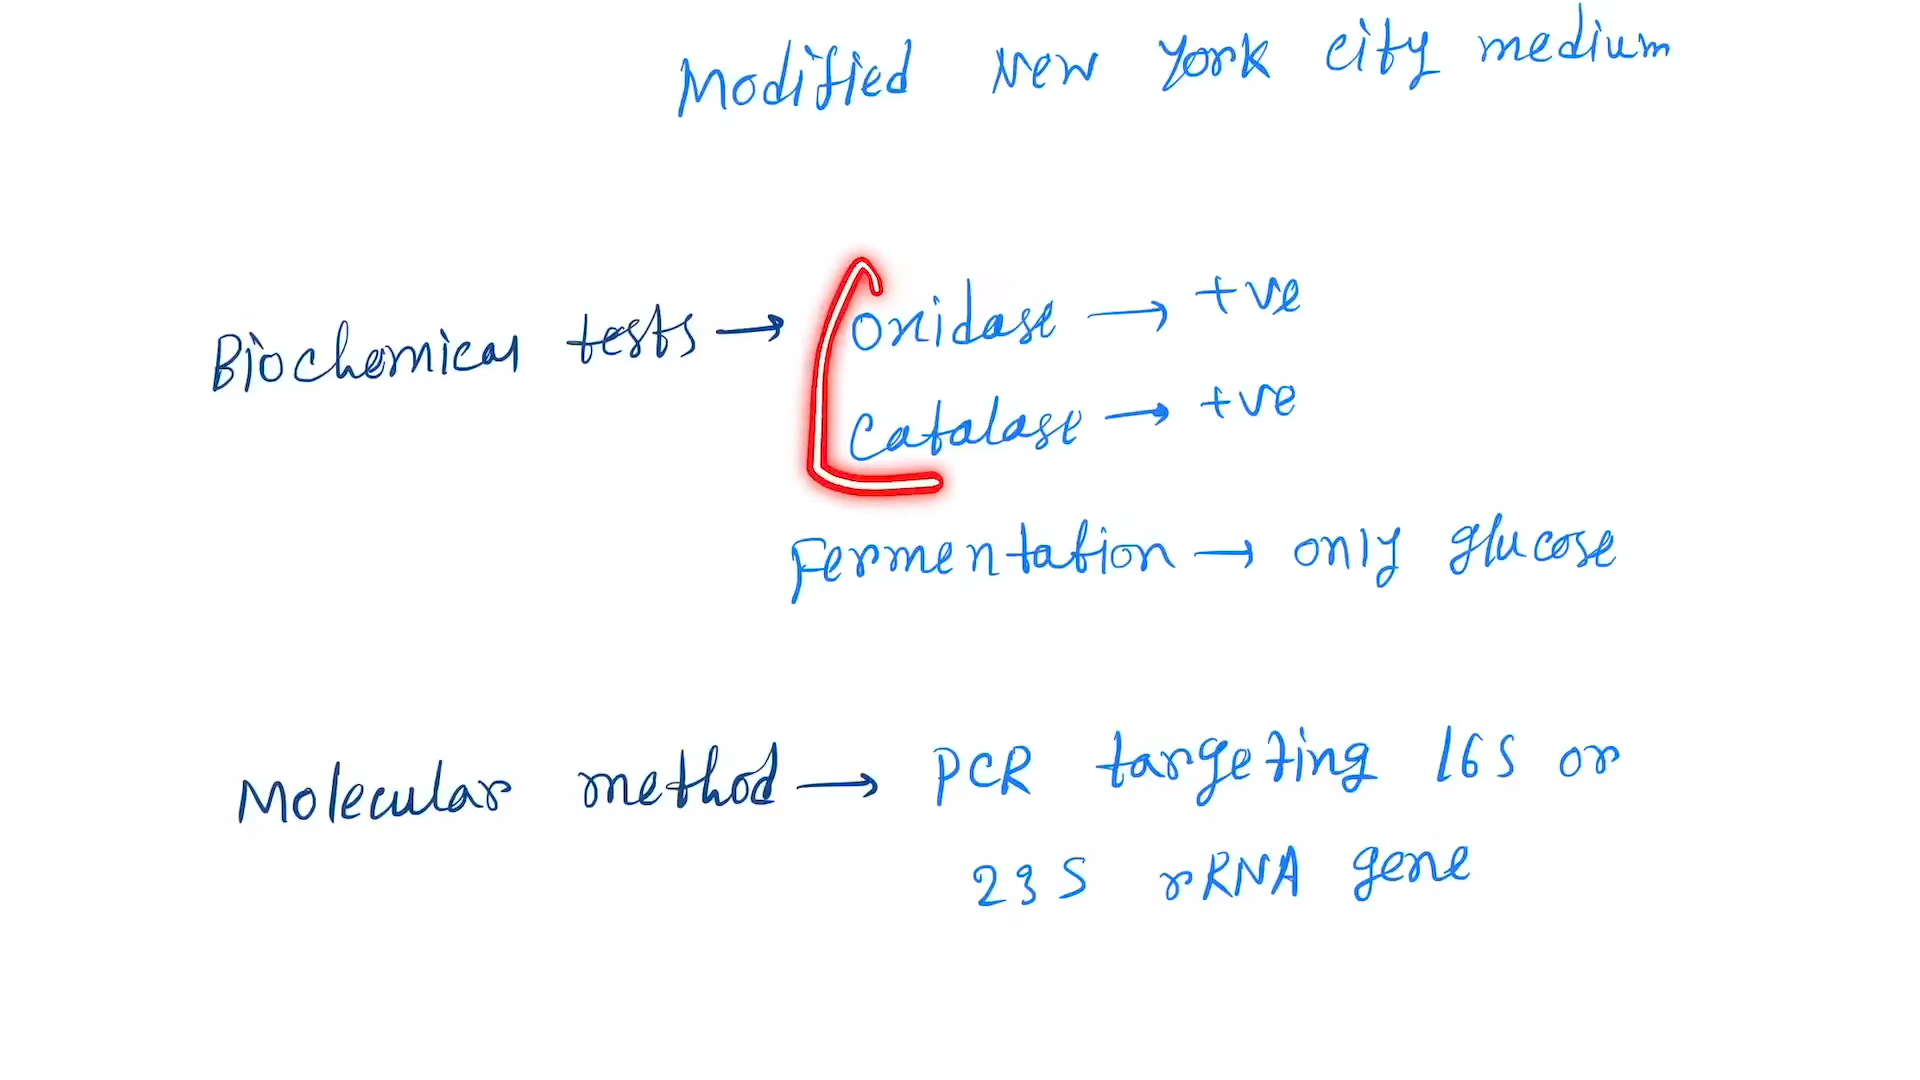 Modified New York city medium
Biochemical tests → Oxidase → +ve
Catalase → +ve
Fermentation → only glucose
Molecular method → PCR targeting 16S or
23S rRNA gene